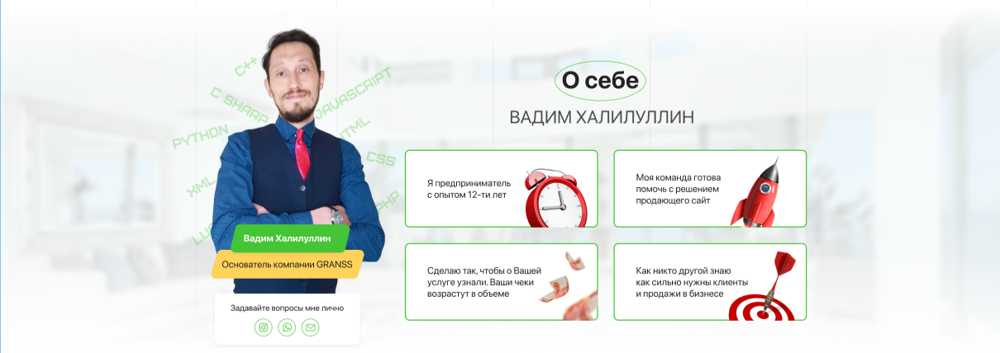 C++
C SHARP
JAVASCRIPT
PYTHON
HTML
CSS
XML
PHP
Вадим Халилуллин
Основатель компании GRANSS
Задавайте вопросы мне лично
О себе
ВАДИМ ХАЛИЛУЛЛИН
Я предприниматель
с опытом 12-ти лет
Моя команда готова
помочь с решением
продающего сайт
Сделаю так, чтобы о Вашей
услуге узнали. Ваши чеки
возрастут в объеме
Как никто другой знаю
как сильно нужны клиенты
и продажи в бизнесе